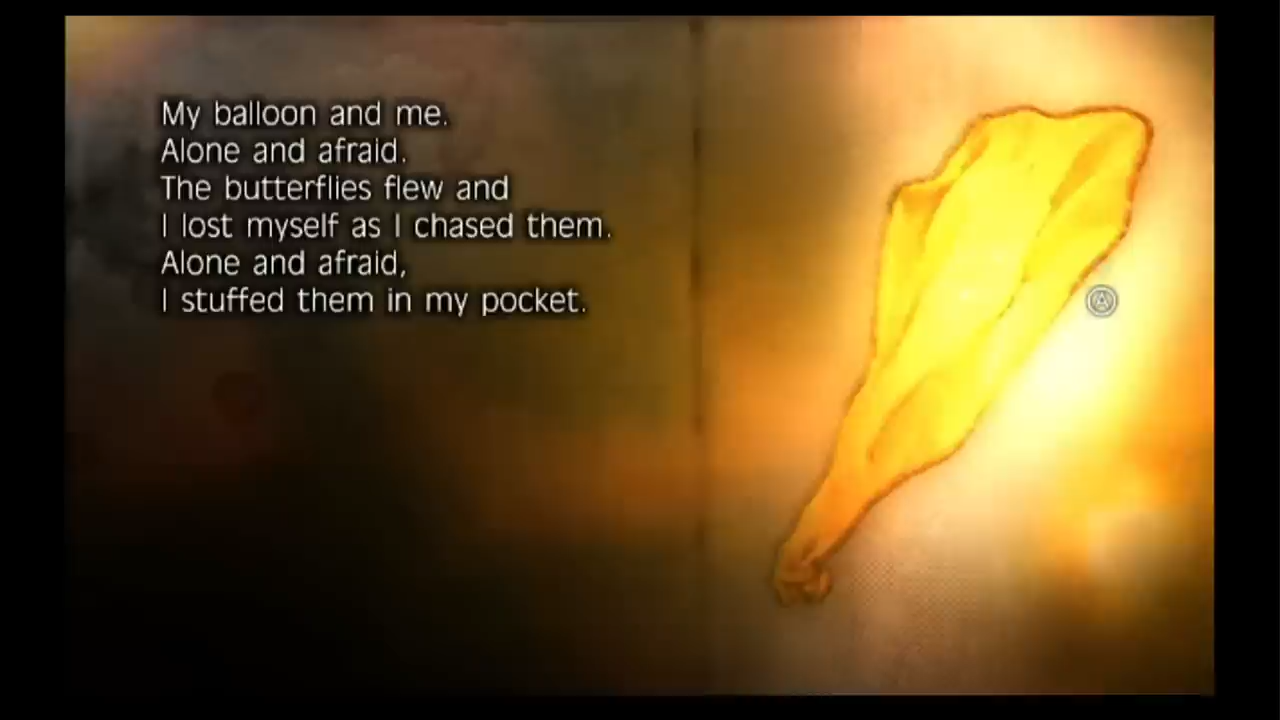 My balloon and me.
Alone and afraid.
The butterflies flew and
I lost myself as I chased them.
Alone and afraid,
I stuffed them in my pocket.
A